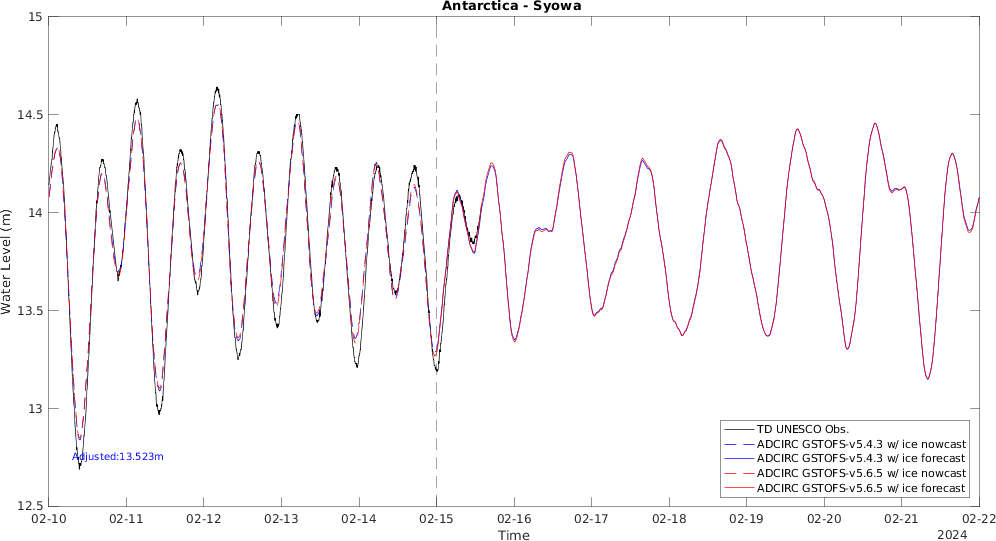 Antarctica - Syowa
Water Level (m)
15
14.5
14
13.5
13
12.5
Adjusted:13.523m
TD UNESCO Obs.
ADCIRC GSTOFS-v5.4.3 w/ ice nowcast
ADCIRC GSTOFS-v5.4.3 w/ ice forecast
ADCIRC GSTOFS-v5.6.5 w/ ice nowcast
ADCIRC GSTOFS-v5.6.5 w/ ice forecast
02-10 02-11 02-12 02-13 02-14 02-15 02-16 02-17 02-18 02-19 02-20 02-21 02-22
Time
2024